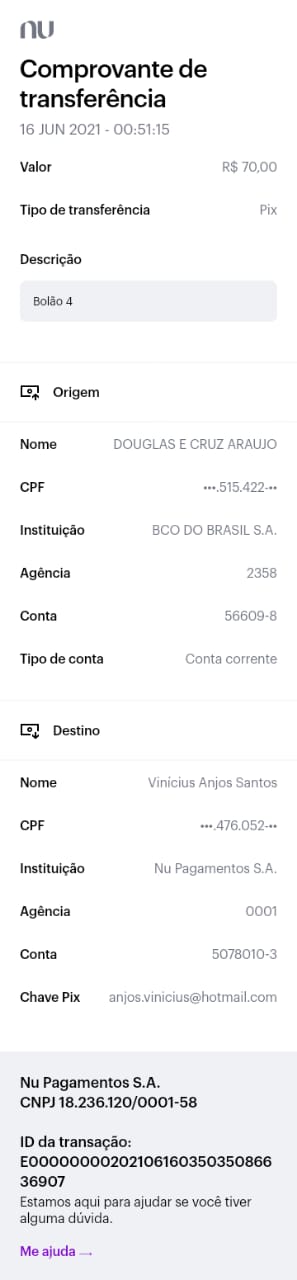 nu
Comprovante de
transferência
16 JUN 2021 - 00:51:15
Valor R$ 70,00
Tipo de transferência Pix
Descrição
Bolão 4
Origem
Nome DOUGLAS E CRUZ ARAUJO
CPF •••.515.422-••
Instituição BCO DO BRASIL S.A.
Agência 2358
Conta 56609-8
Tipo de conta Conta corrente
Destino
Nome Vinícius Anjos Santos
CPF •••.476.052-••
Instituição Nu Pagamentos S.A.
Agência 0001
Conta 5078010-3
Chave Pix anjos.vinicius@hotmail.com
Nu Pagamentos S.A.
CNPJ 18.236.120/0001-58
ID da transação:
E0000000020210616035035086​6
36907
Estamos aqui para ajudar se você tiver
alguma dúvida.
Me ajuda →